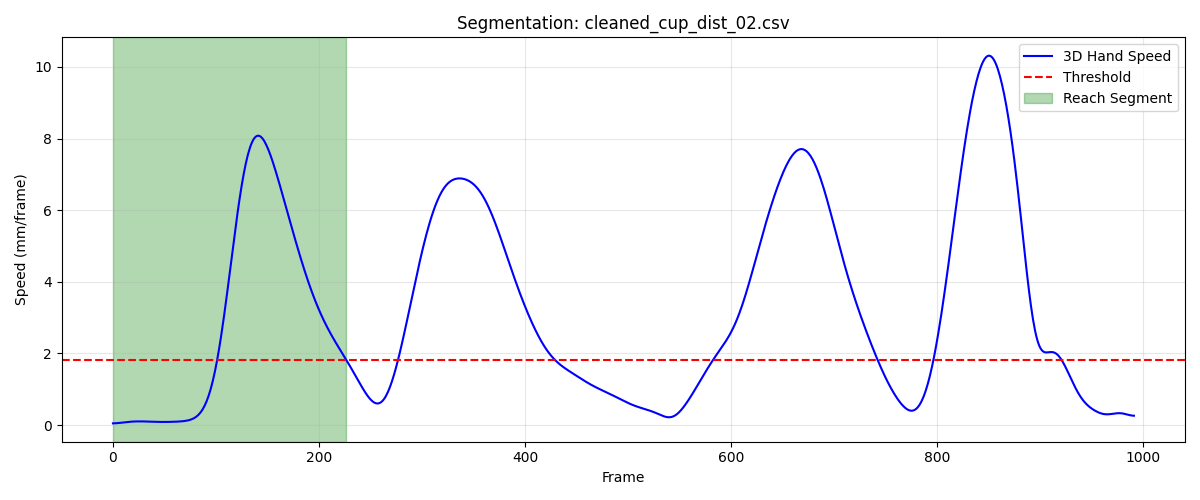 Segmentation: cleaned_cup_dist_02.csv
3D Hand Speed
Threshold
Reach Segment
Speed (mm/frame)
10
8
6
4
2
0
0 200 400 600 800 1000
Frame